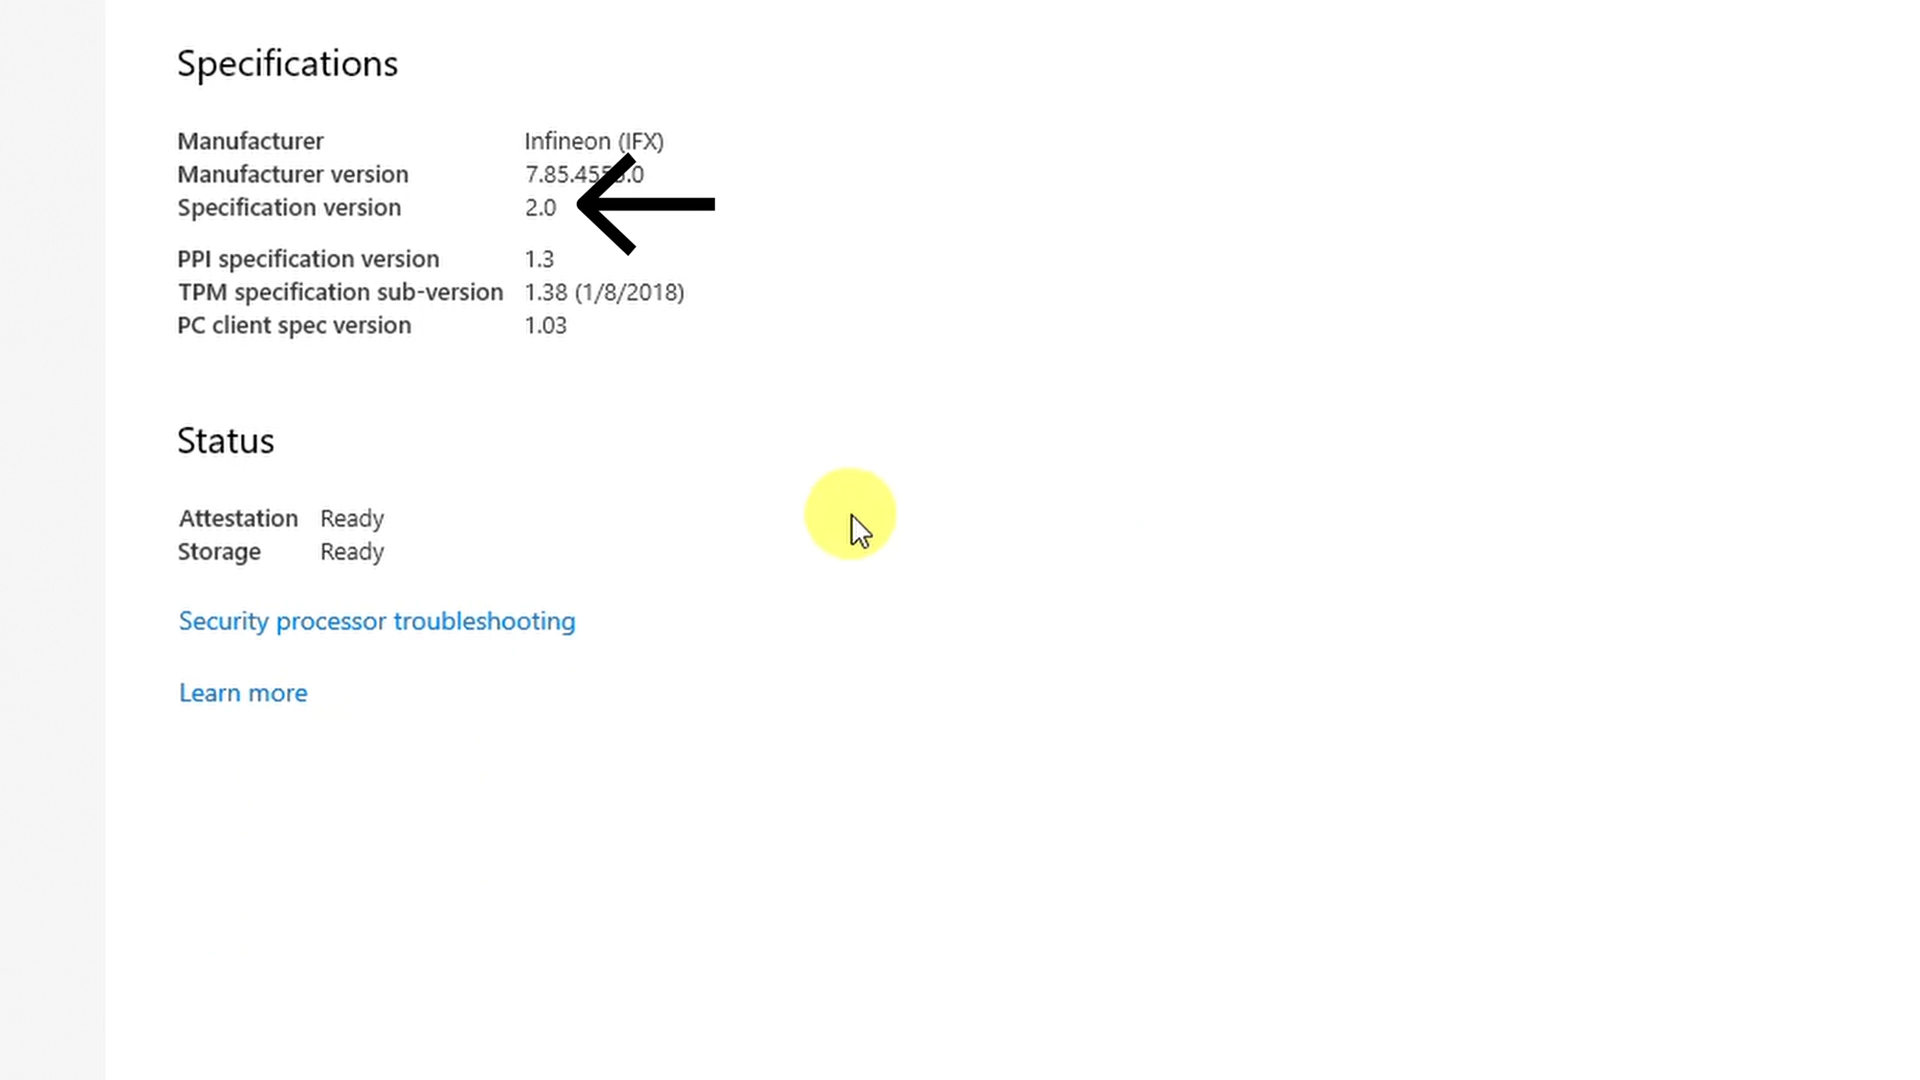 Specifications
Manufacturer Infineon (IFX)
Manufacturer version
Specification version 2.0
PPI specification version 1.3
TPM specification sub-version 1.38 (1/8/2018)
PC client spec version 1.03
Status
Attestation Ready
Storage Ready
Security processor troubleshooting
Learn more